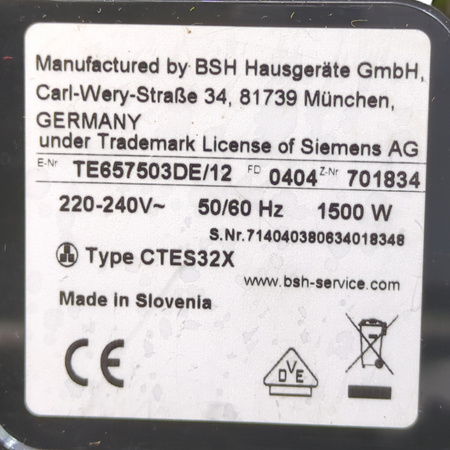 Manufactured by BSH Hausgeräte GmbH,
Carl-Wery-Straße 34, 81739 München,
GERMANY
under Trademark License of Siemens AG
E-Nr TE657503DE/12 FD 0404 Z-Nr 701834
220-240V~ 50/60 Hz 1500 W
S.Nr.714040380634018348
Type CTES32X
www.bsh-service.com
Made in Slovenia
CE
DVE